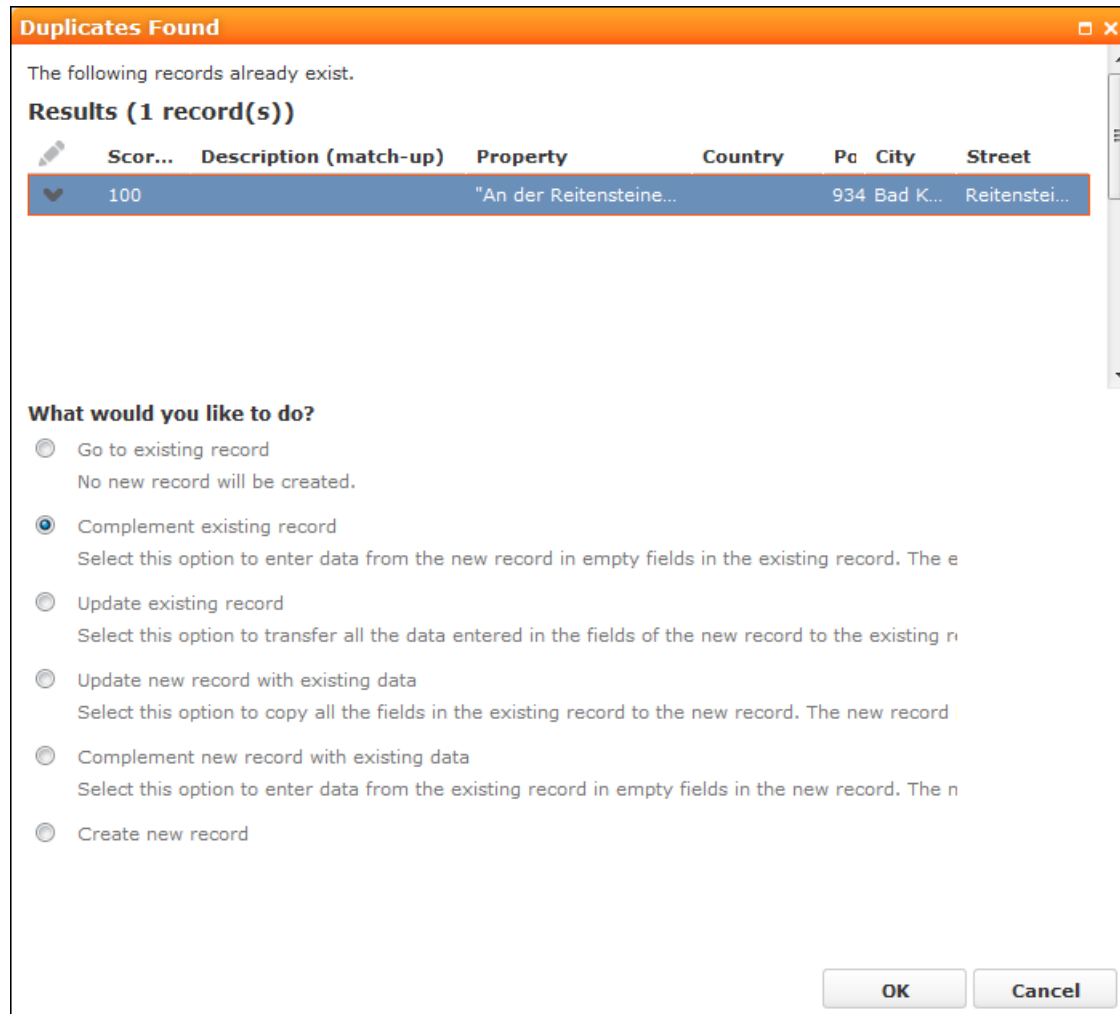 Duplicates Found
The following records already exist.
Results (1 record(s))
Scor... Description (match-up) Property Country Po City Street
100 "An der Reitensteine... 934 Bad K... Reitenstei...
What would you like to do?
Go to existing record
No new record will be created.
Complement existing record
Select this option to enter data from the new record in empty fields in the existing record. The e
Update existing record
Select this option to transfer all the data entered in the fields of the new record to the existing r
Update new record with existing data
Select this option to copy all the fields in the existing record to the new record. The new record
Complement new record with existing data
Select this option to enter data from the existing record in empty fields in the new record. The n
Create new record
OK Cancel